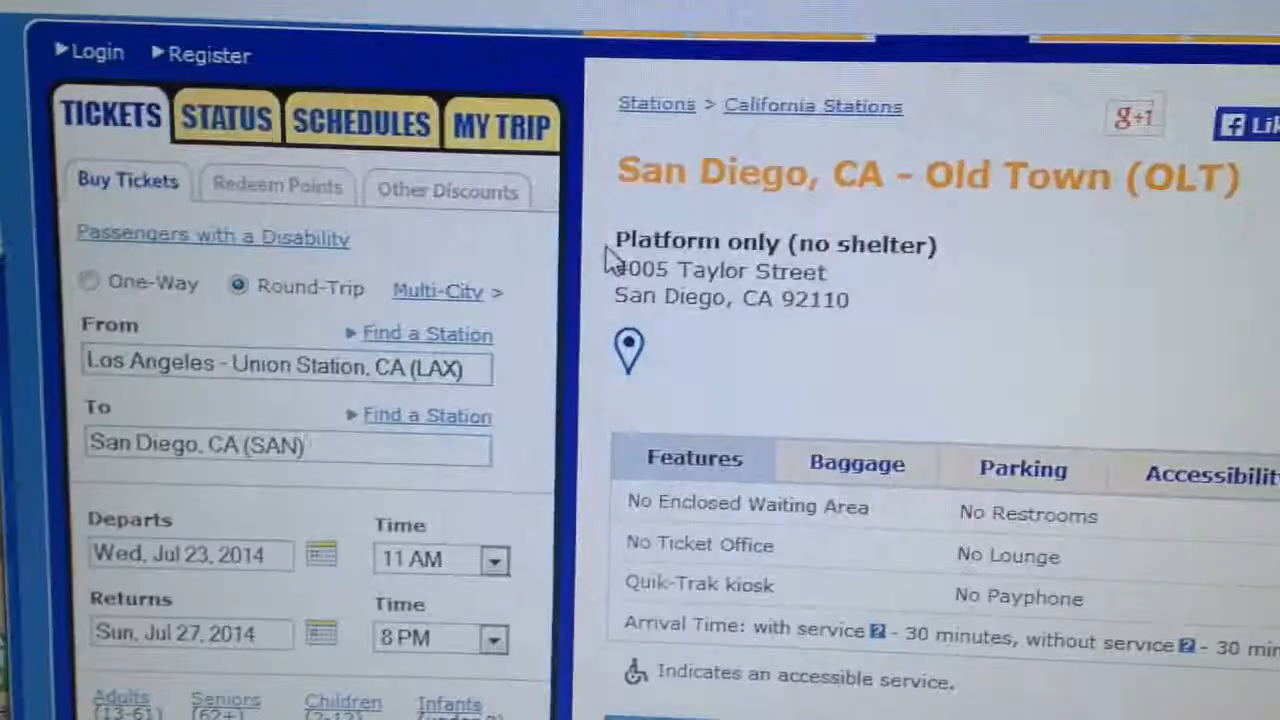 Login Register
TICKETS STATUS SCHEDULES MY TRIP
Buy Tickets Redeem Points Other Discounts
Passengers with a Disability
One-Way Round-Trip Multi-City >
From Find a Station
Los Angeles - Union Station, CA (LAX)
To Find a Station
San Diego, CA (SAN)
Departs Time
Wed, Jul 23, 2014 11 AM
Returns Time
Sun, Jul 27, 2014 8 PM
Adults Seniors Children Infants
(13-61) (62+)
Stations > California Stations
g+1
f
San Diego, CA - Old Town (OLT)
Platform only (no shelter)
4005 Taylor Street
San Diego, CA 92110
Features Baggage Parking
No Enclosed Waiting Area No Restrooms
No Ticket Office No Lounge
Quik-Trak kiosk No Payphone
Arrival Time: with service ? - 30 minutes, without service ? - 30
Indicates an accessible service.